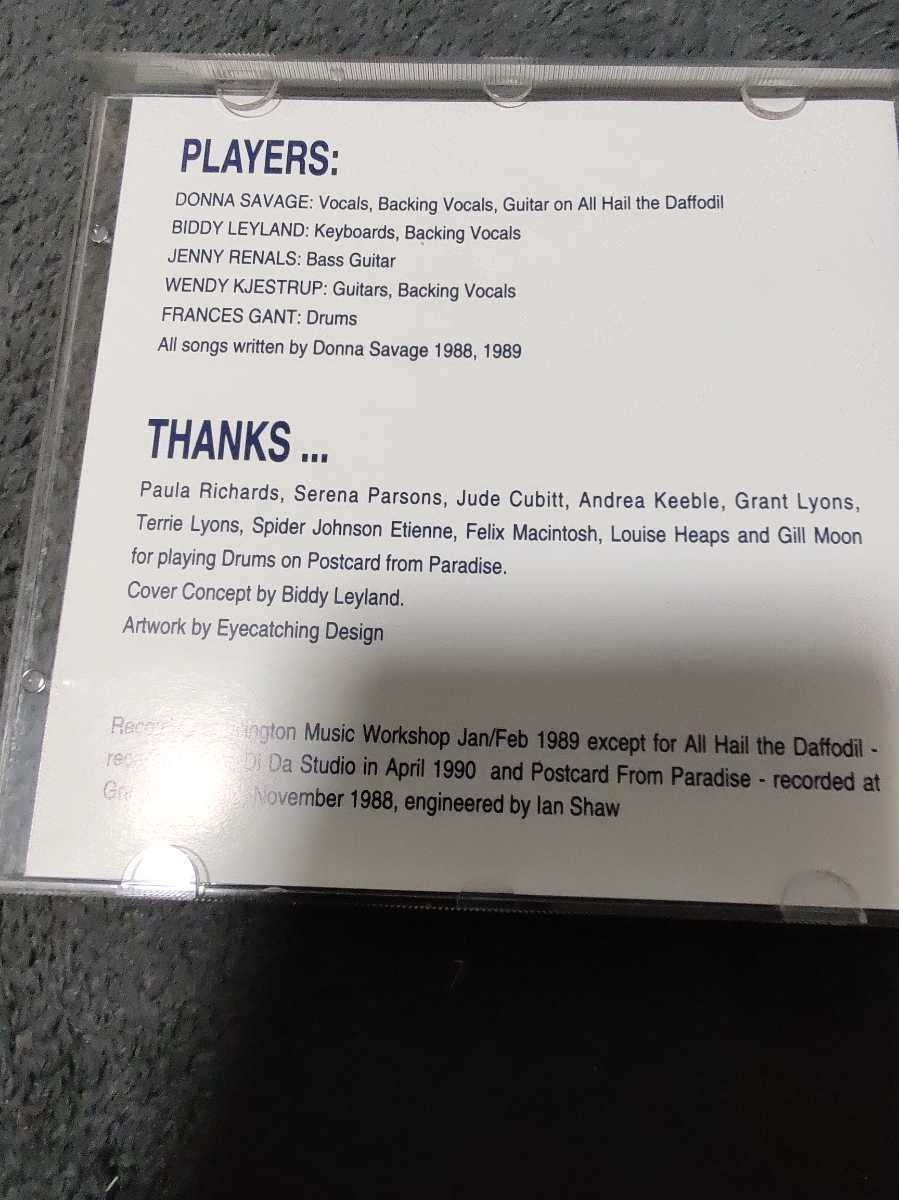 PLAYERS:
DONNA SAVAGE: Vocals, Backing Vocals, Guitar on All Hail the Daffodil
BIDDY LEYLAND: Keyboards, Backing Vocals
JENNY RENALS: Bass Guitar
WENDY KJESTRUP: Guitars, Backing Vocals
FRANCES GANT: Drums
All songs written by Donna Savage 1988, 1989
THANKS ...
Paula Richards, Serena Parsons, Jude Cubitt, Andrea Keeble, Grant Lyons,
Terrie Lyons, Spider Johnson Etienne, Felix Macintosh, Louise Heaps and Gill Moon
for playing Drums on Postcard from Paradise.
Cover Concept by Biddy Leyland.
Artwork by Eyecatching Design
Music Workshop Jan/Feb 1989 except for All Hail the Daffodil -
Di Da Studio in April 1990 and Postcard From Paradise - recorded at
November 1988, engineered by Ian Shaw